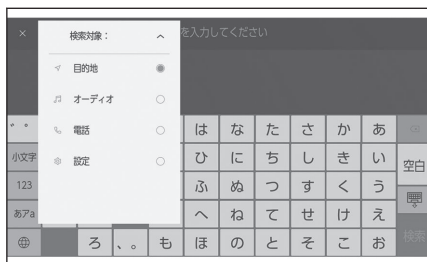 × 検索対象： を入力してください
目的地
オーディオ
電話
設定
゛゜ は な た さ か あ
小文字 ひ に ち し き い 空白
123 ふ ぬ つ す く う
あアa へ ね て せ け え
ろ 、。 も ほ の と そ こ お 検索